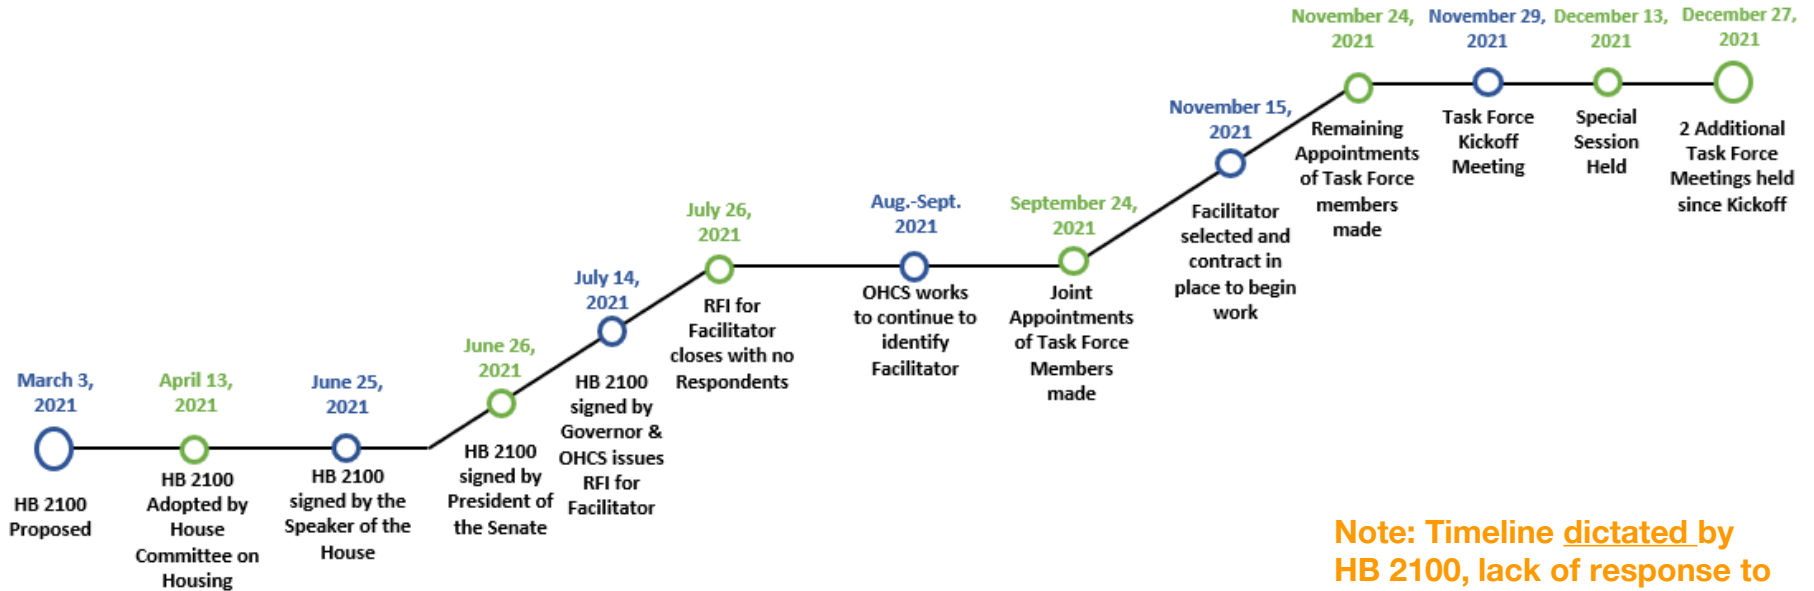 March 3,
2021
HB 2100
Proposed
April 13,
2021
HB 2100
Adopted by
House
Committee on
Housing
June 25,
2021
HB 2100
signed by the
Speaker of the
House
June 26,
2021
HB 2100
signed by
President of
the Senate
July 14,
2021
HB 2100
signed by
Governor &
OHCS issues
RFI for
Facilitator
July 26,
2021
RFI for
Facilitator
closes with no
Respondents
Aug.-Sept.
2021
OHCS works
to continue to
identify
Facilitator
September 24,
2021
Joint
Appointments
of Task Force
Members
made
November 15,
2021
Facilitator
selected and
contract in
place to begin
work
November 24,
2021
Remaining
Appointments
of Task Force
members
made
November 29,
2021
Task Force
Kickoff
Meeting
December 13,
2021
Special
Session
Held
December 27,
2021
2 Additional
Task Force
Meetings held
since Kickoff
Note: Timeline dictated by
HB 2100, lack of response to